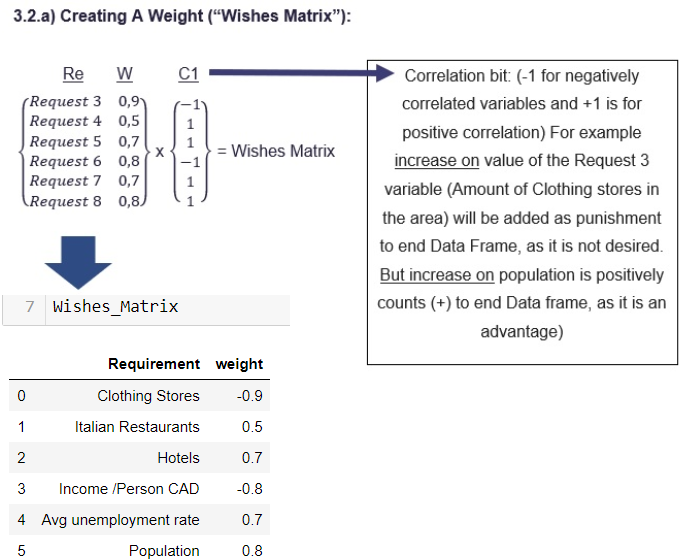 3.2.a) Creating A Weight (“Wishes Matrix”):
Re W C1
Request 3 0,9 -1
Request 4 0,5 1
Request 5 0,7 1
x = Wishes Matrix
Request 6 0,8 -1
Request 7 0,7 1
Request 8 0,8 1
Correlation bit: (-1 for negatively
correlated variables and +1 is for
positive correlation) For example
increase on value of the Request 3
variable (Amount of Clothing stores in
the area) will be added as punishment
to end Data Frame, as it is not desired.
But increase on population is positively
counts (+) to end Data frame, as it is an
advantage)
7 Wishes_Matrix
Requirement weight
0 Clothing Stores -0.9
1 Italian Restaurants 0.5
2 Hotels 0.7
3 Income /Person CAD -0.8
4 Avg unemployment rate 0.7
5 Population 0.8